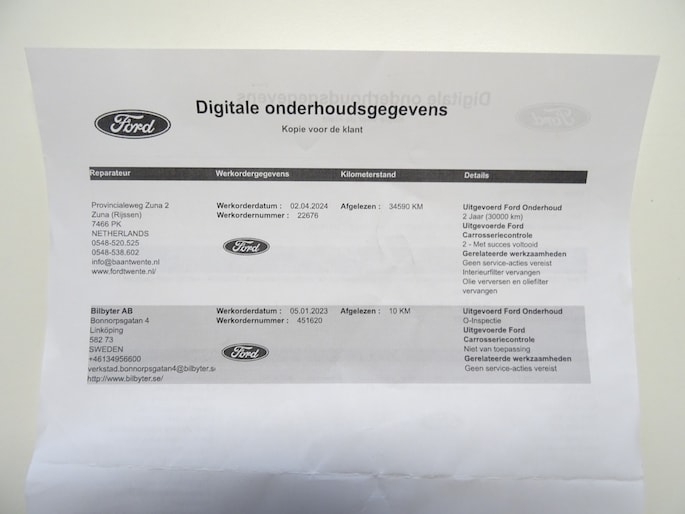 Digitale onderhoudsgegevens
Ford
Kopie voor de klant
Reparateur Werkordergegevens Kilometerstand Details
Provincialeweg Zuna 2 Werkorderdatum : 02.04.2024 Afgelezen : 34590 KM Uitgevoerd Ford Onderhoud
Zuna (Rijssen) Werkordernummer : 22676 2 Jaar (30000 km)
7466 PK Uitgevoerde Ford
NETHERLANDS Carrosseriecontrole
0548-520.525 2 - Met succes voltooid
0548-538.602 Ford Gerelateerde werkzaamheden
info@baantwente.nl Geen service-acties vereist
www.fordtwente.nl/ Interieurfilter vervangen
Olie verversen en oliefilter
vervangen
Bilbyter AB Werkorderdatum : 05.01.2023 Afgelezen : 10 KM Uitgevoerd Ford Onderhoud
Bonnorpsgatan 4 Werkordernummer : 451620 O-Inspectie
Linköping Uitgevoerde Ford
582 73 Carrosseriecontrole
SWEDEN Ford Niet van toepassing
+46134956600 Gerelateerde werkzaamheden
verkstad.bonnorpsgatan4@bilbyter.s Geen service-acties vereist
http://www.bilbyter.se/